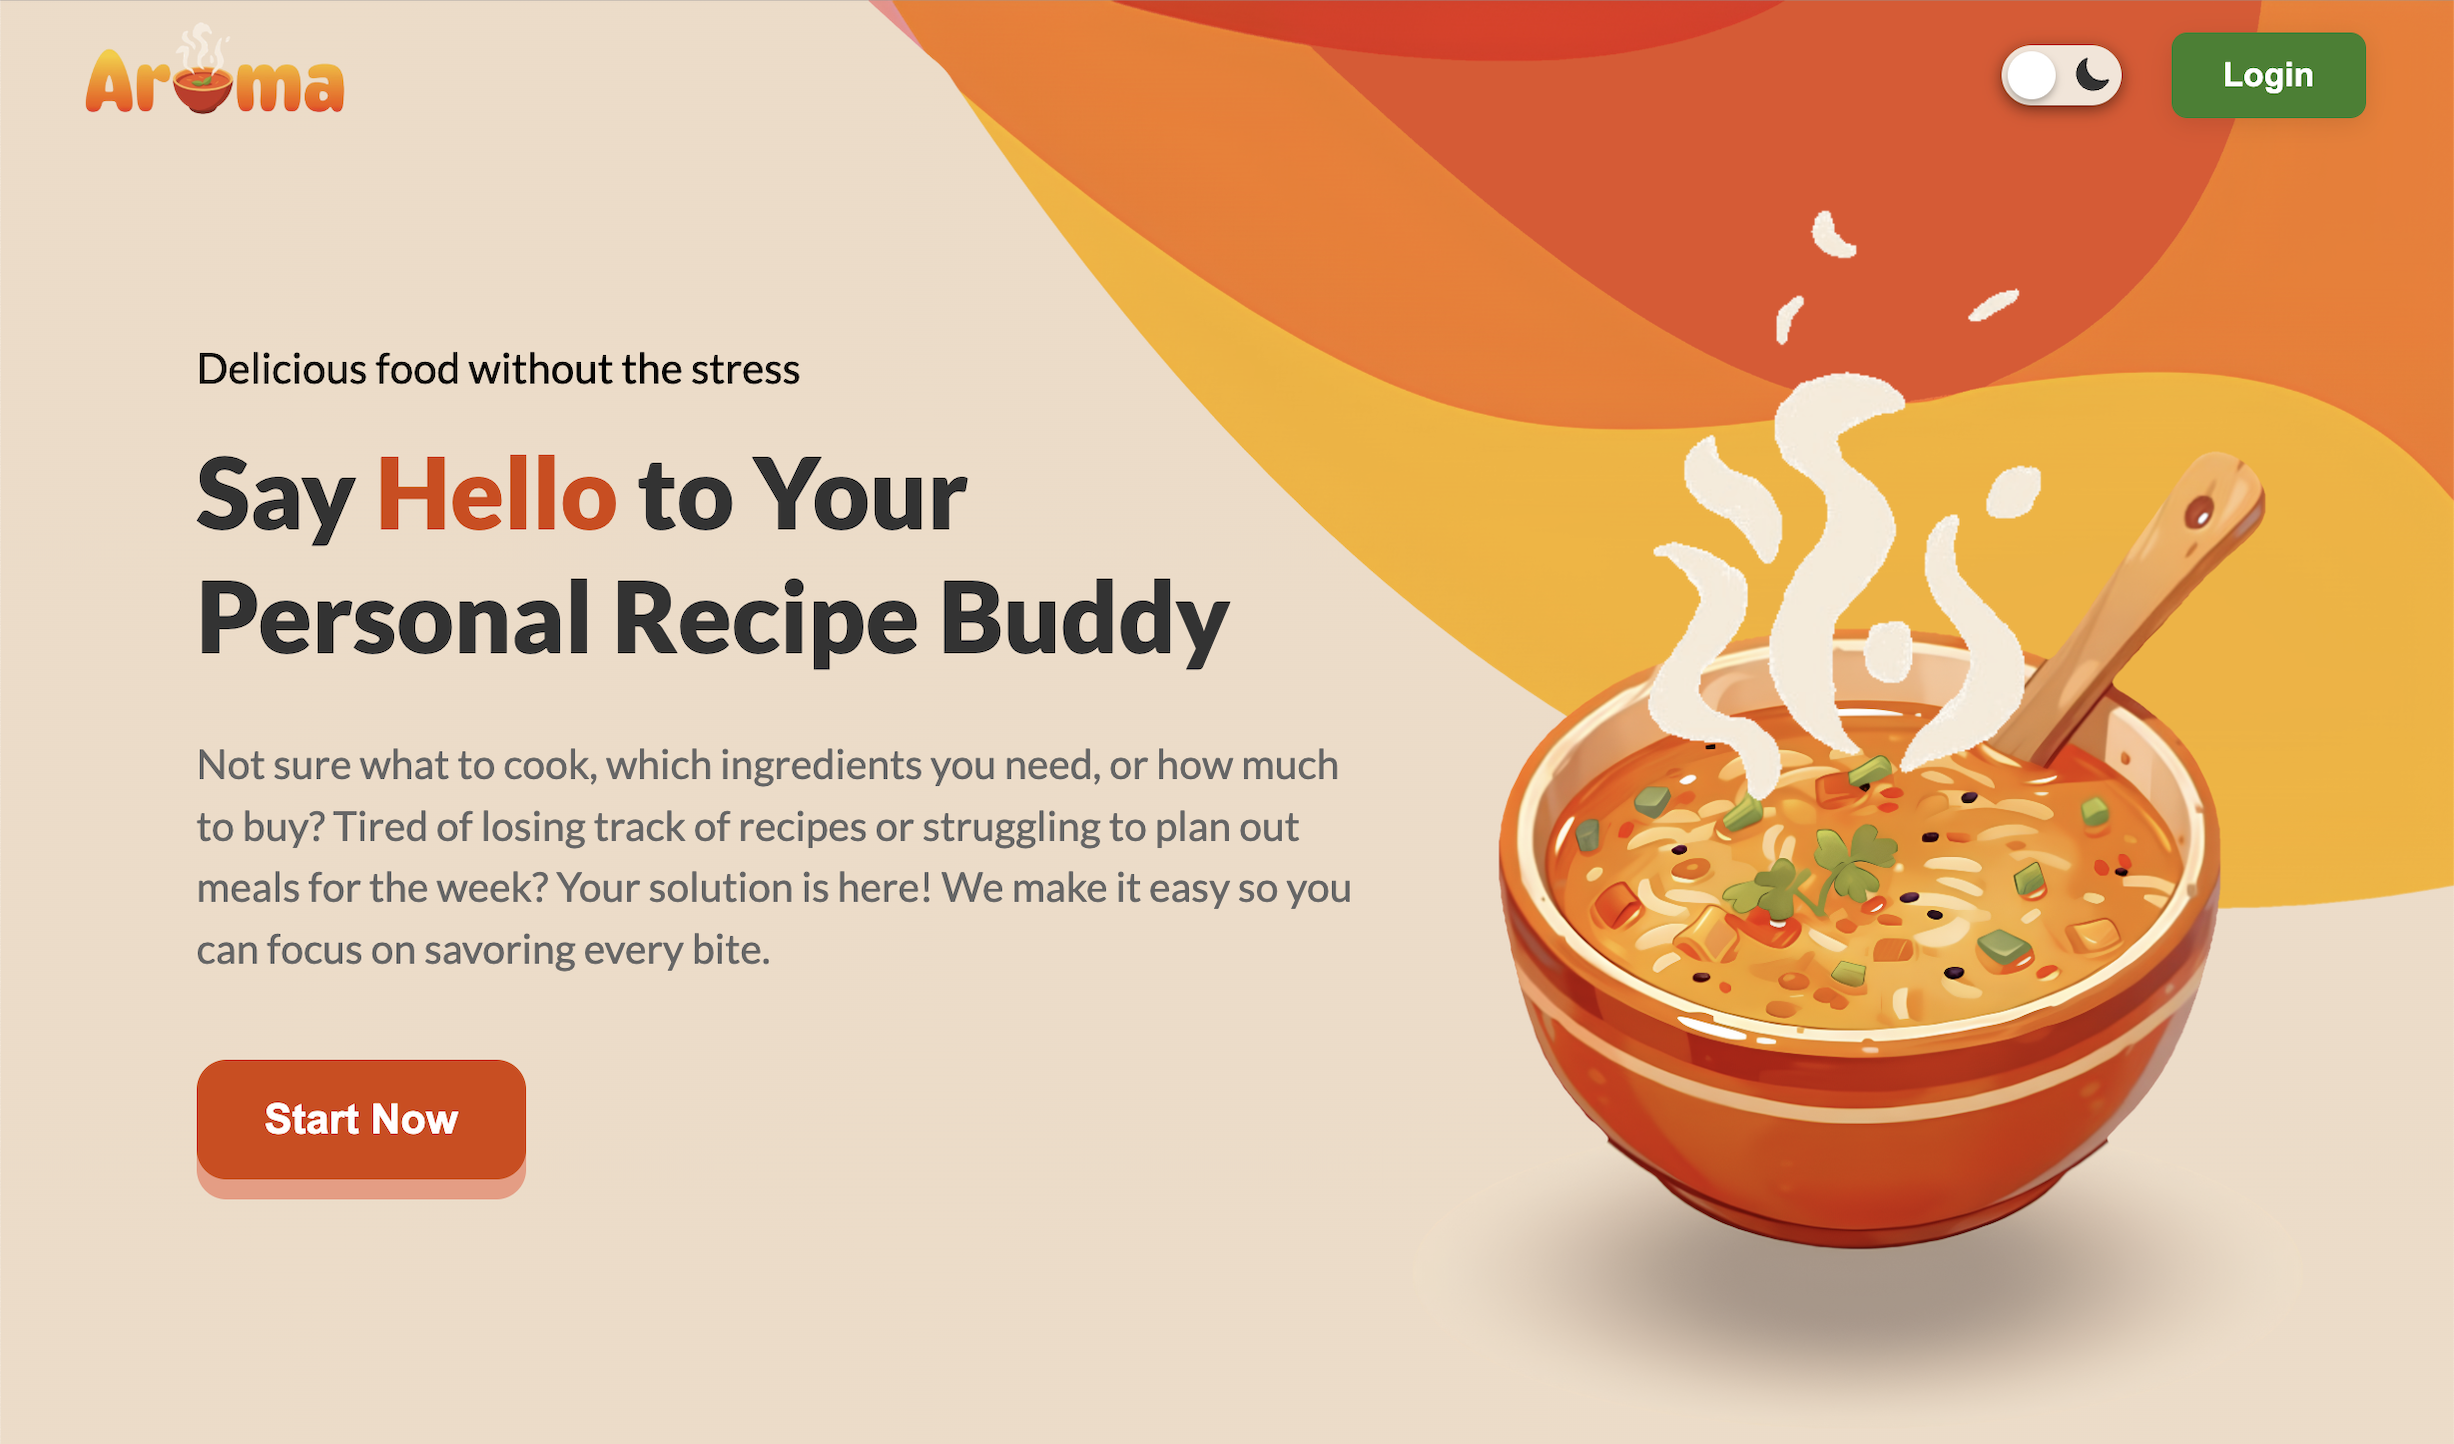 Aroma
Login
Delicious food without the stress
Say Hello to Your
Personal Recipe Buddy
Not sure what to cook, which ingredients you need, or how much
to buy? Tired of losing track of recipes or struggling to plan out
meals for the week? Your solution is here! We make it easy so you
can focus on savoring every bite.
Start Now